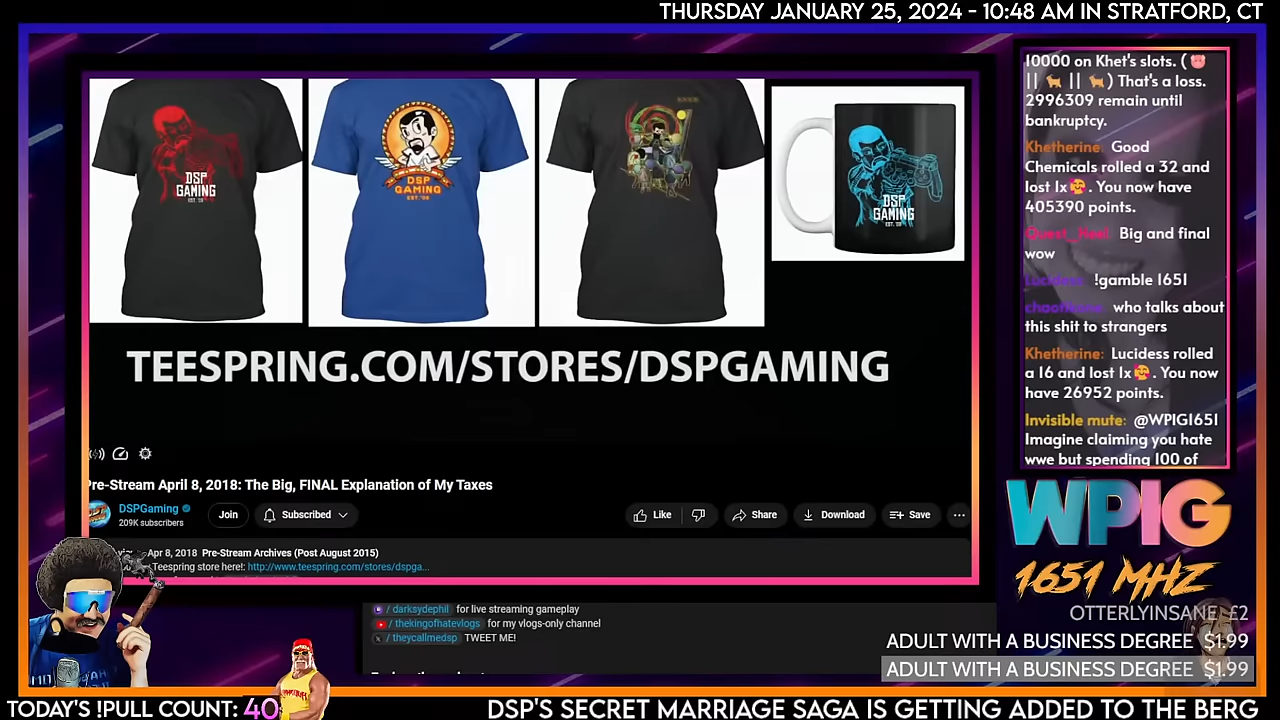 THURSDAY JANUARY 25, 2024 - 10:48 AM IN STRATFORD, CT
DSP
GAMING
EST. '08
DSP
GAMING
EST. '08
DSP
GAMING
EST. '08
TEESPRING.COM/STORES/DSPGAMING
Pre-Stream April 8, 2018: The Big, FINAL Explanation of My Taxes
DSPGaming
209K subscribers
Join
Subscribed
Like
Share
Download
Save
Apr 8, 2018 Pre-Stream Archives (Post August 2015)
Teespring store here!: http://www.teespring.com/stores/dspga...
/ darksydephil for live streaming gameplay
/ thekingofhatevlogs for my vlogs-only channel
/ theycallmedsp TWEET ME!
10000 on Khet's slots. (🐷
|| 🐕 || 🐕) That's a loss.
2996309 remain until
bankruptcy.
Khetherine: Good
Chemicals rolled a 32 and
lost 1x. You now have
405390 points.
Big and final
wow
Lucidess: !gamble 1651
who talks about
this shit to strangers
Khetherine: Lucidess rolled
a 16 and lost 1x. You now
have 26952 points.
Invisible mute: @WPIG1651
Imagine claiming you hate
wwe but spending 100 of
WPIG
1651 MHZ
OTTERLYINSANE £2
ADULT WITH A BUSINESS DEGREE $1.99
ADULT WITH A BUSINESS DEGREE $1.99
TODAY'S !PULL COUNT: 40
DSP'S SECRET MARRIAGE SAGA IS GETTING ADDED TO THE BERG